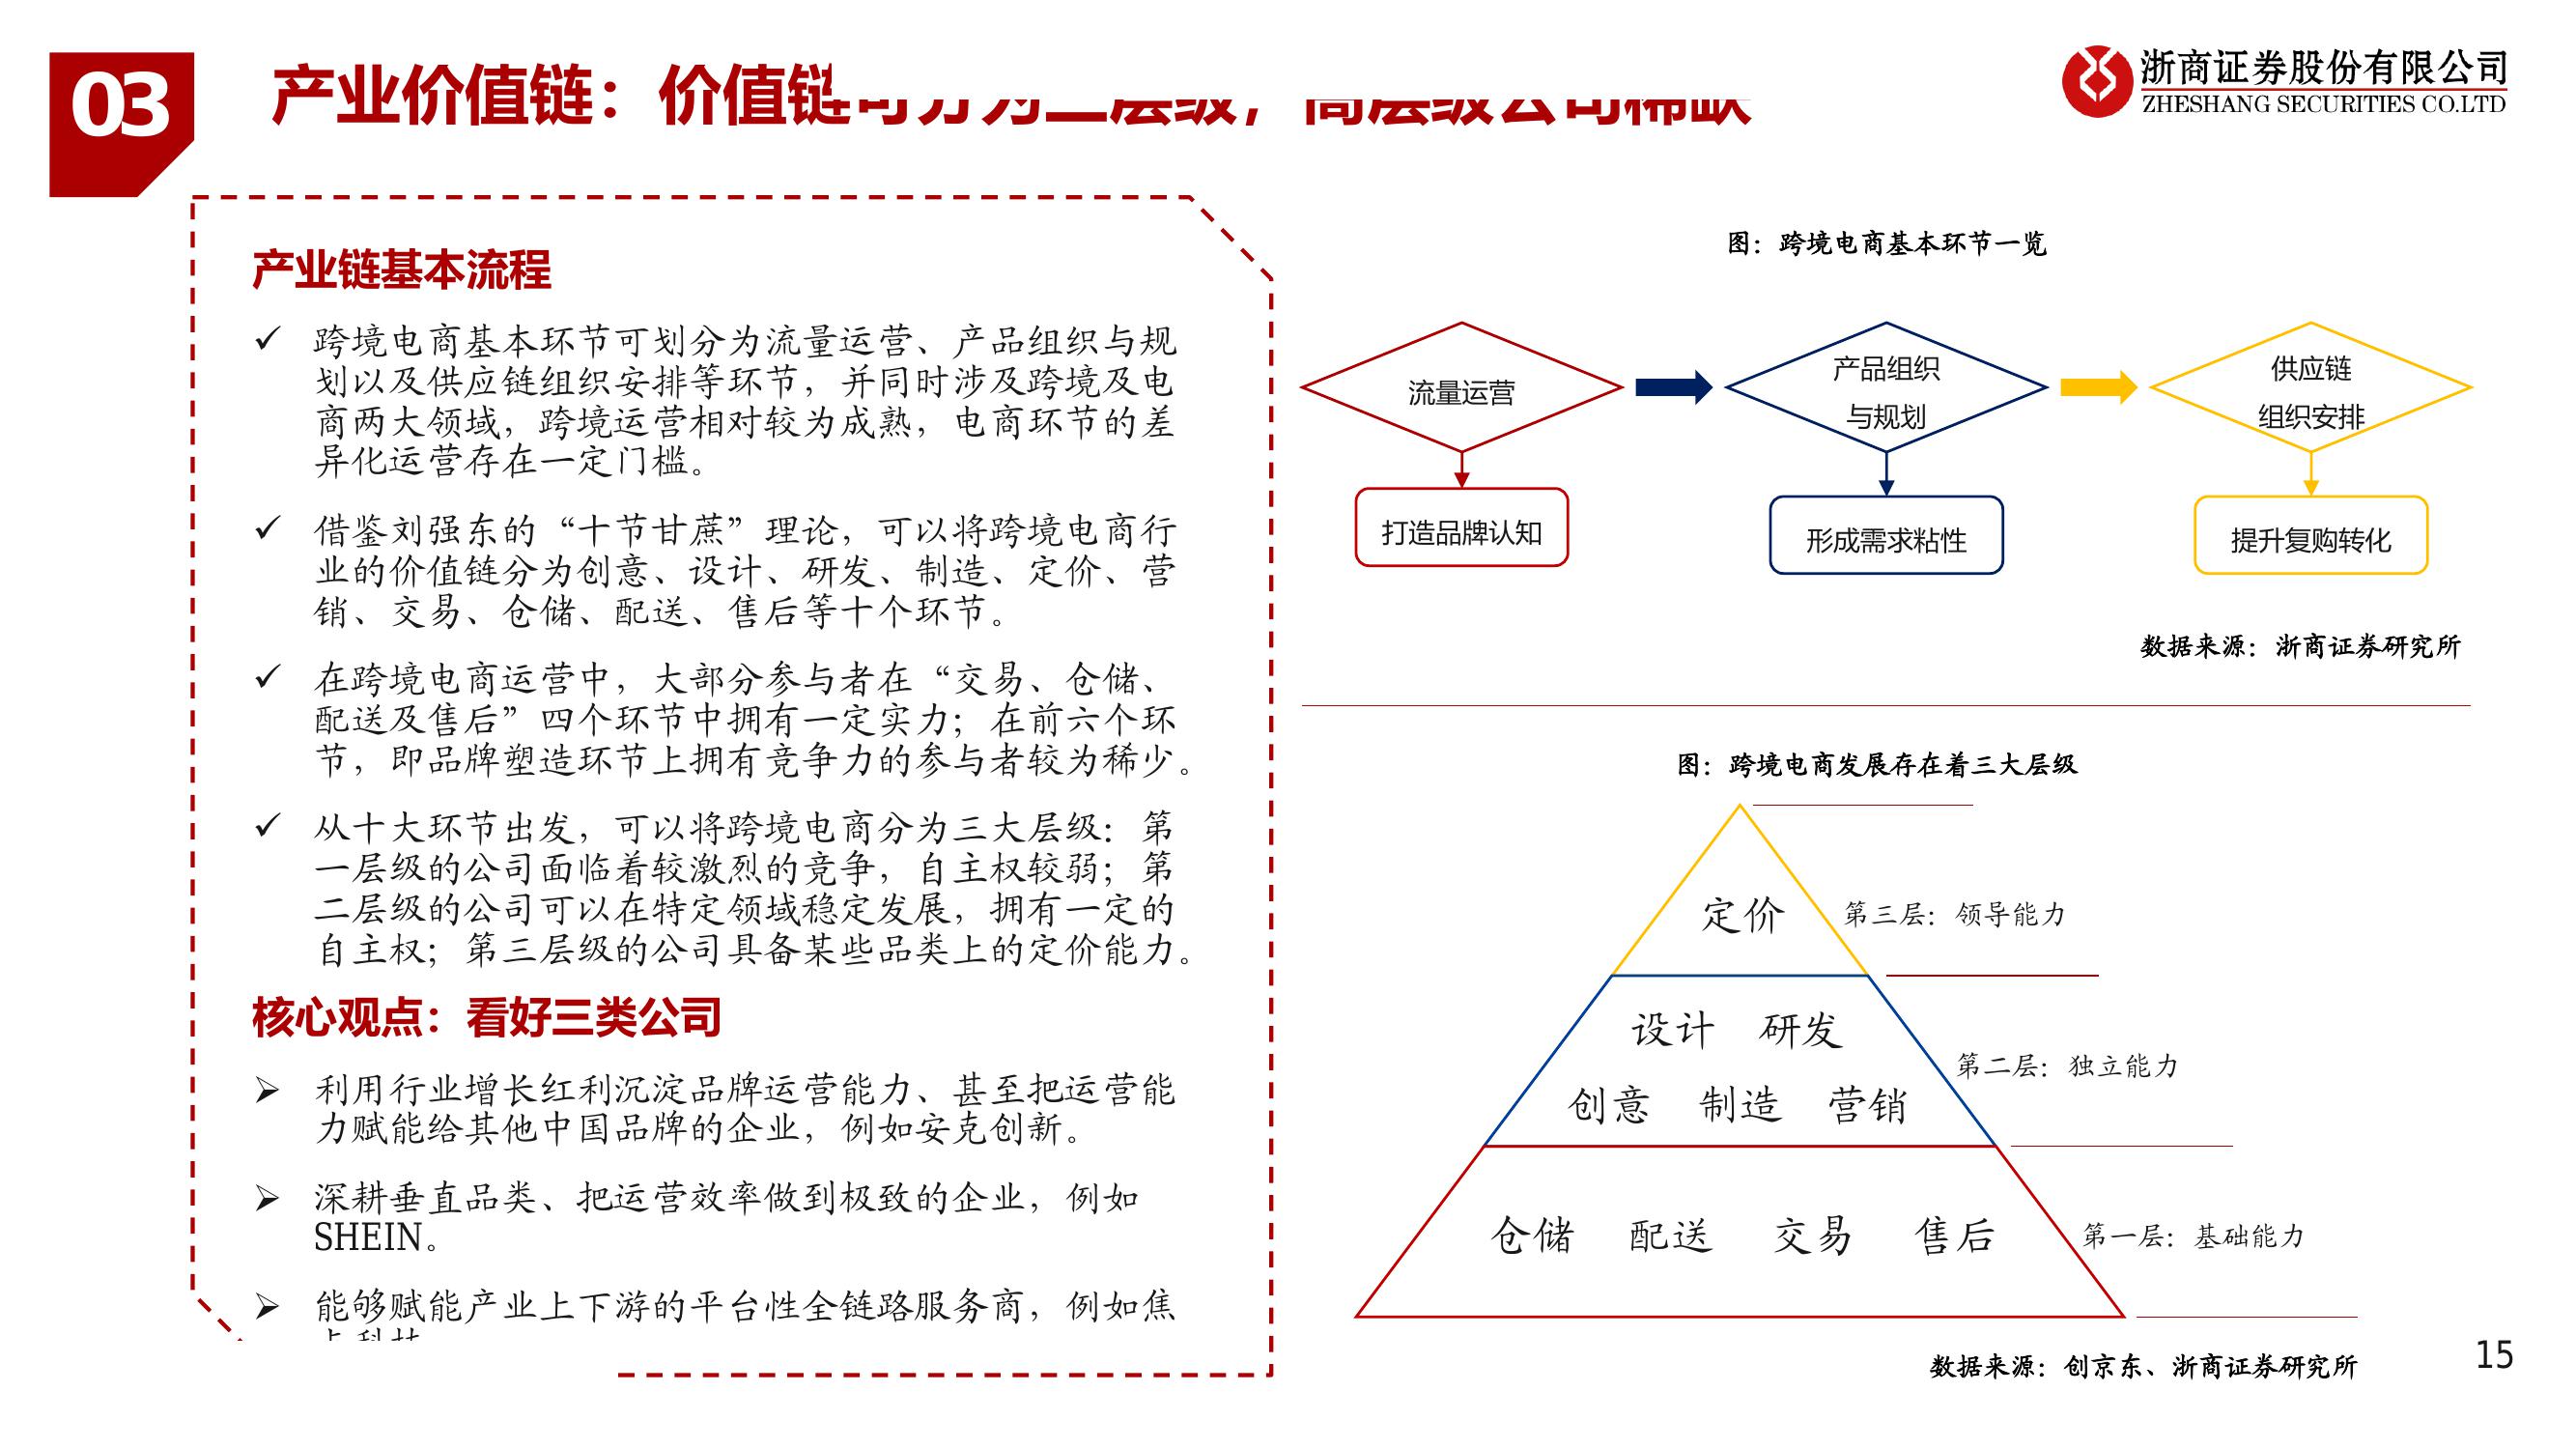 03
产业价值链：价值链可分为三层级，高层级公司稀缺
浙商证券股份有限公司
ZHESHANG SECURITIES CO.LTD
产业链基本流程
✓ 跨境电商基本环节可划分为流量运营、产品组织与规
划以及供应链组织安排等环节，并同时涉及跨境及电
商两大领域，跨境运营相对较为成熟，电商环节的差
异化运营存在一定门槛。
✓ 借鉴刘强东的“十节甘蔗”理论，可以将跨境电商行
业的价值链分为创意、设计、研发、制造、定价、营
销、交易、仓储、配送、售后等十个环节。
✓ 在跨境电商运营中，大部分参与者在“交易、仓储、
配送及售后”四个环节中拥有一定实力；在前六个环
节，即品牌塑造环节上拥有竞争力的参与者较为稀少。
✓ 从十大环节出发，可以将跨境电商分为三大层级：第
一层级的公司面临着较激烈的竞争，自主权较弱；第
二层级的公司可以在特定领域稳定发展，拥有一定的
自主权；第三层级的公司具备某些品类上的定价能力。
核心观点：看好三类公司
➢ 利用行业增长红利沉淀品牌运营能力、甚至把运营能
力赋能给其他中国品牌的企业，例如安克创新。
➢ 深耕垂直品类、把运营效率做到极致的企业，例如
SHEIN。
➢ 能够赋能产业上下游的平台性全链路服务商，例如焦
图：跨境电商基本环节一览
流量运营
产品组织
与规划
供应链
组织安排
打造品牌认知
形成需求粘性
提升复购转化
数据来源：浙商证券研究所
图：跨境电商发展存在着三大层级
定价
第三层：领导能力
设计 研发
第二层：独立能力
创意 制造 营销
仓储 配送 交易 售后
第一层：基础能力
数据来源：创京东、浙商证券研究所
15